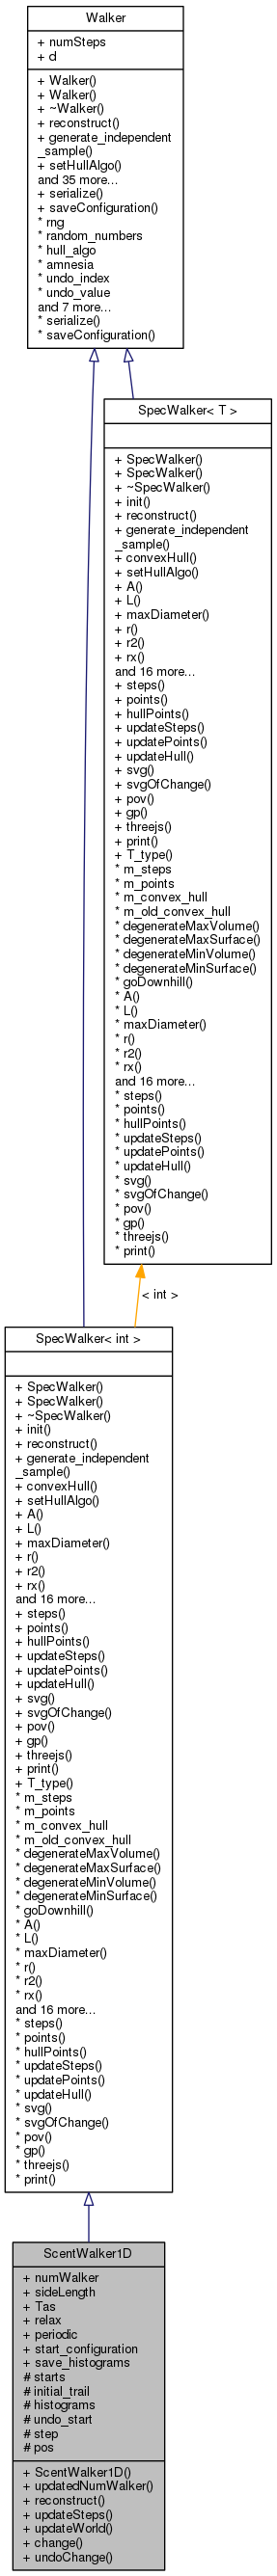 Walker
+ numSteps
+ d
+ Walker()
+ Walker()
+ ~Walker()
+ reconstruct()
+ generate_independent
_sample()
+ setHullAlgo()
and 35 more...
+ serialize()
+ saveConfiguration()
* rng
* random_numbers
* hull_algo
* amnesia
* undo_index
* undo_value
and 7 more...
* serialize()
* saveConfiguration()
SpecWalker< T >
+ SpecWalker()
+ SpecWalker()
+ ~SpecWalker()
+ init()
+ reconstruct()
+ generate_independent
_sample()
+ convexHull()
+ setHullAlgo()
+ A()
+ L()
+ maxDiameter()
+ r()
+ r2()
+ rx()
and 16 more...
+ steps()
+ points()
+ hullPoints()
+ updateSteps()
+ updatePoints()
+ updateHull()
+ svg()
+ svgOfChange()
+ pov()
+ gp()
+ threejs()
+ print()
+ T_type()
* m_steps
* m_points
* m_convex_hull
* m_old_convex_hull
* degenerateMaxVolume()
* degenerateMaxSurface()
* degenerateMinVolume()
* degenerateMinSurface()
* goDownhill()
* A()
* L()
* maxDiameter()
* r()
* r2()
* rx()
and 16 more...
* steps()
* points()
* hullPoints()
* updateSteps()
* updatePoints()
* updateHull()
* svg()
* svgOfChange()
* pov()
* gp()
* threejs()
* print()
< int >
SpecWalker< int >
+ SpecWalker()
+ SpecWalker()
+ ~SpecWalker()
+ init()
+ reconstruct()
+ generate_independent
_sample()
+ convexHull()
+ setHullAlgo()
+ A()
+ L()
+ maxDiameter()
+ r()
+ r2()
+ rx()
and 16 more...
+ steps()
+ points()
+ hullPoints()
+ updateSteps()
+ updatePoints()
+ updateHull()
+ svg()
+ svgOfChange()
+ pov()
+ gp()
+ threejs()
+ print()
+ T_type()
* m_steps
* m_points
* m_convex_hull
* m_old_convex_hull
* degenerateMaxVolume()
* degenerateMaxSurface()
* degenerateMinVolume()
* degenerateMinSurface()
* goDownhill()
* A()
* L()
* maxDiameter()
* r()
* r2()
* rx()
and 16 more...
* steps()
* points()
* hullPoints()
* updateSteps()
* updatePoints()
* updateHull()
* svg()
* svgOfChange()
* pov()
* gp()
* threejs()
* print()
ScentWalker1D
+ numWalker
+ sideLength
+ Tas
+ relax
+ periodic
+ start_configuration
+ save_histograms
# starts
# initial_trail
# histograms
# undo_start
# step
# pos
+ ScentWalker1D()
+ updatedNumWalker()
+ reconstruct()
+ updateSteps()
+ updateWorld()
+ change()
+ undoChange()